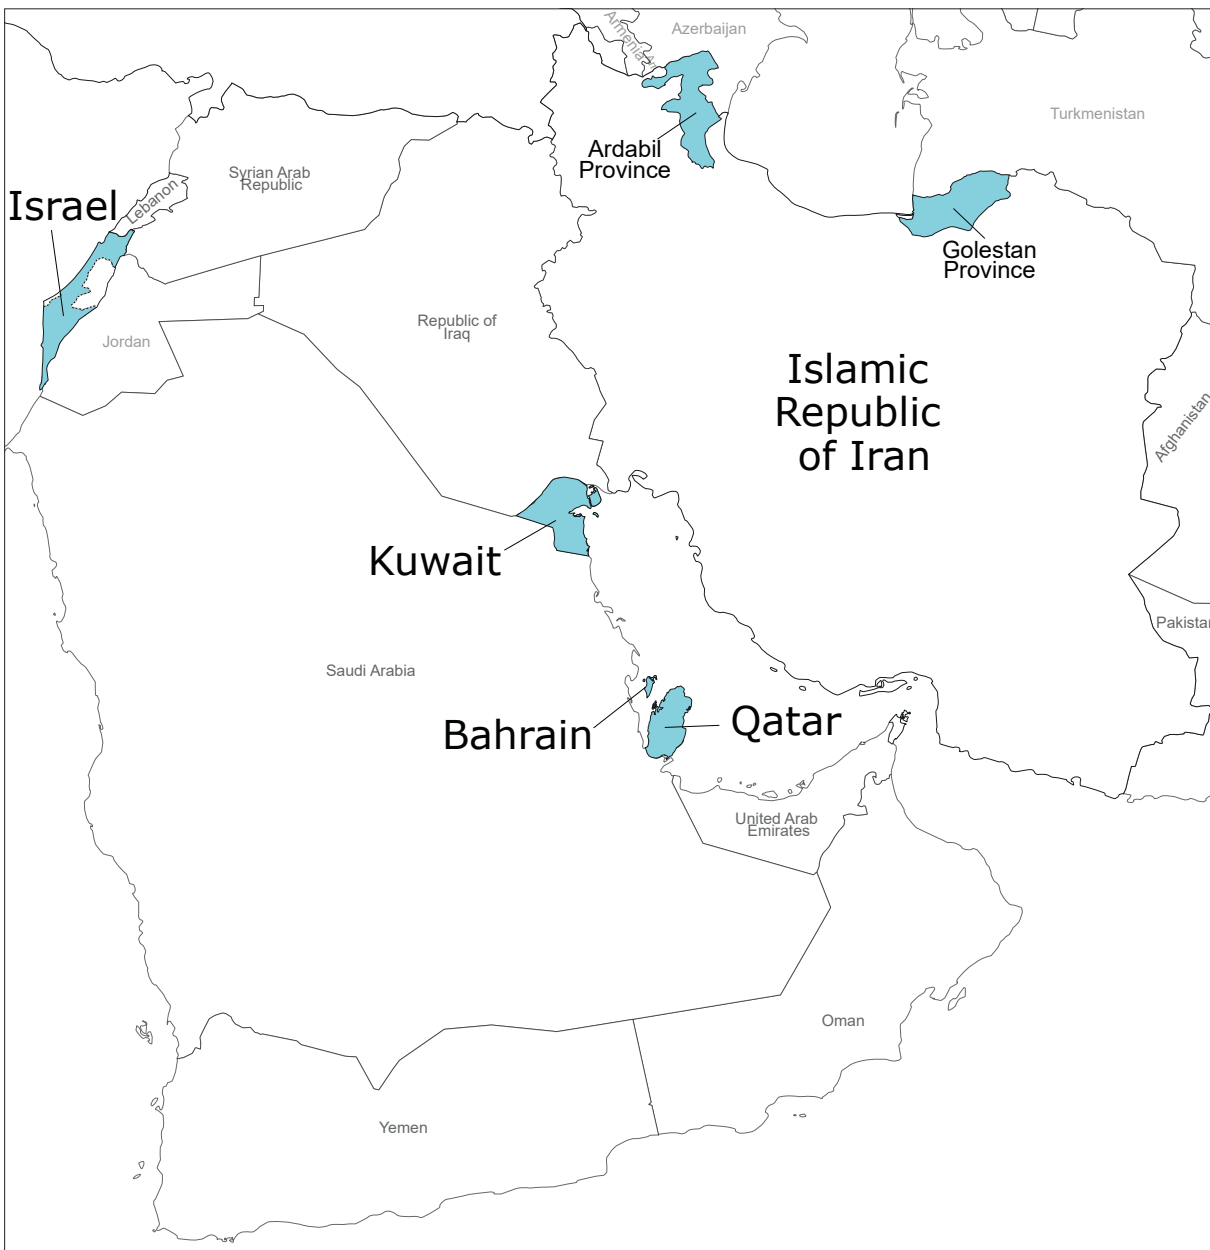 Azerbaijan
Armenia
Turkmenistan
Ardabil
Province
Syrian Arab
Republic
Lebanon
Israel
Golestan
Province
Republic of
Iraq
Jordan
Islamic
Republic
of Iran
Afghanistan
Kuwait
Pakistan
Saudi Arabia
Bahrain
Qatar
United Arab
Emirates
Oman
Yemen